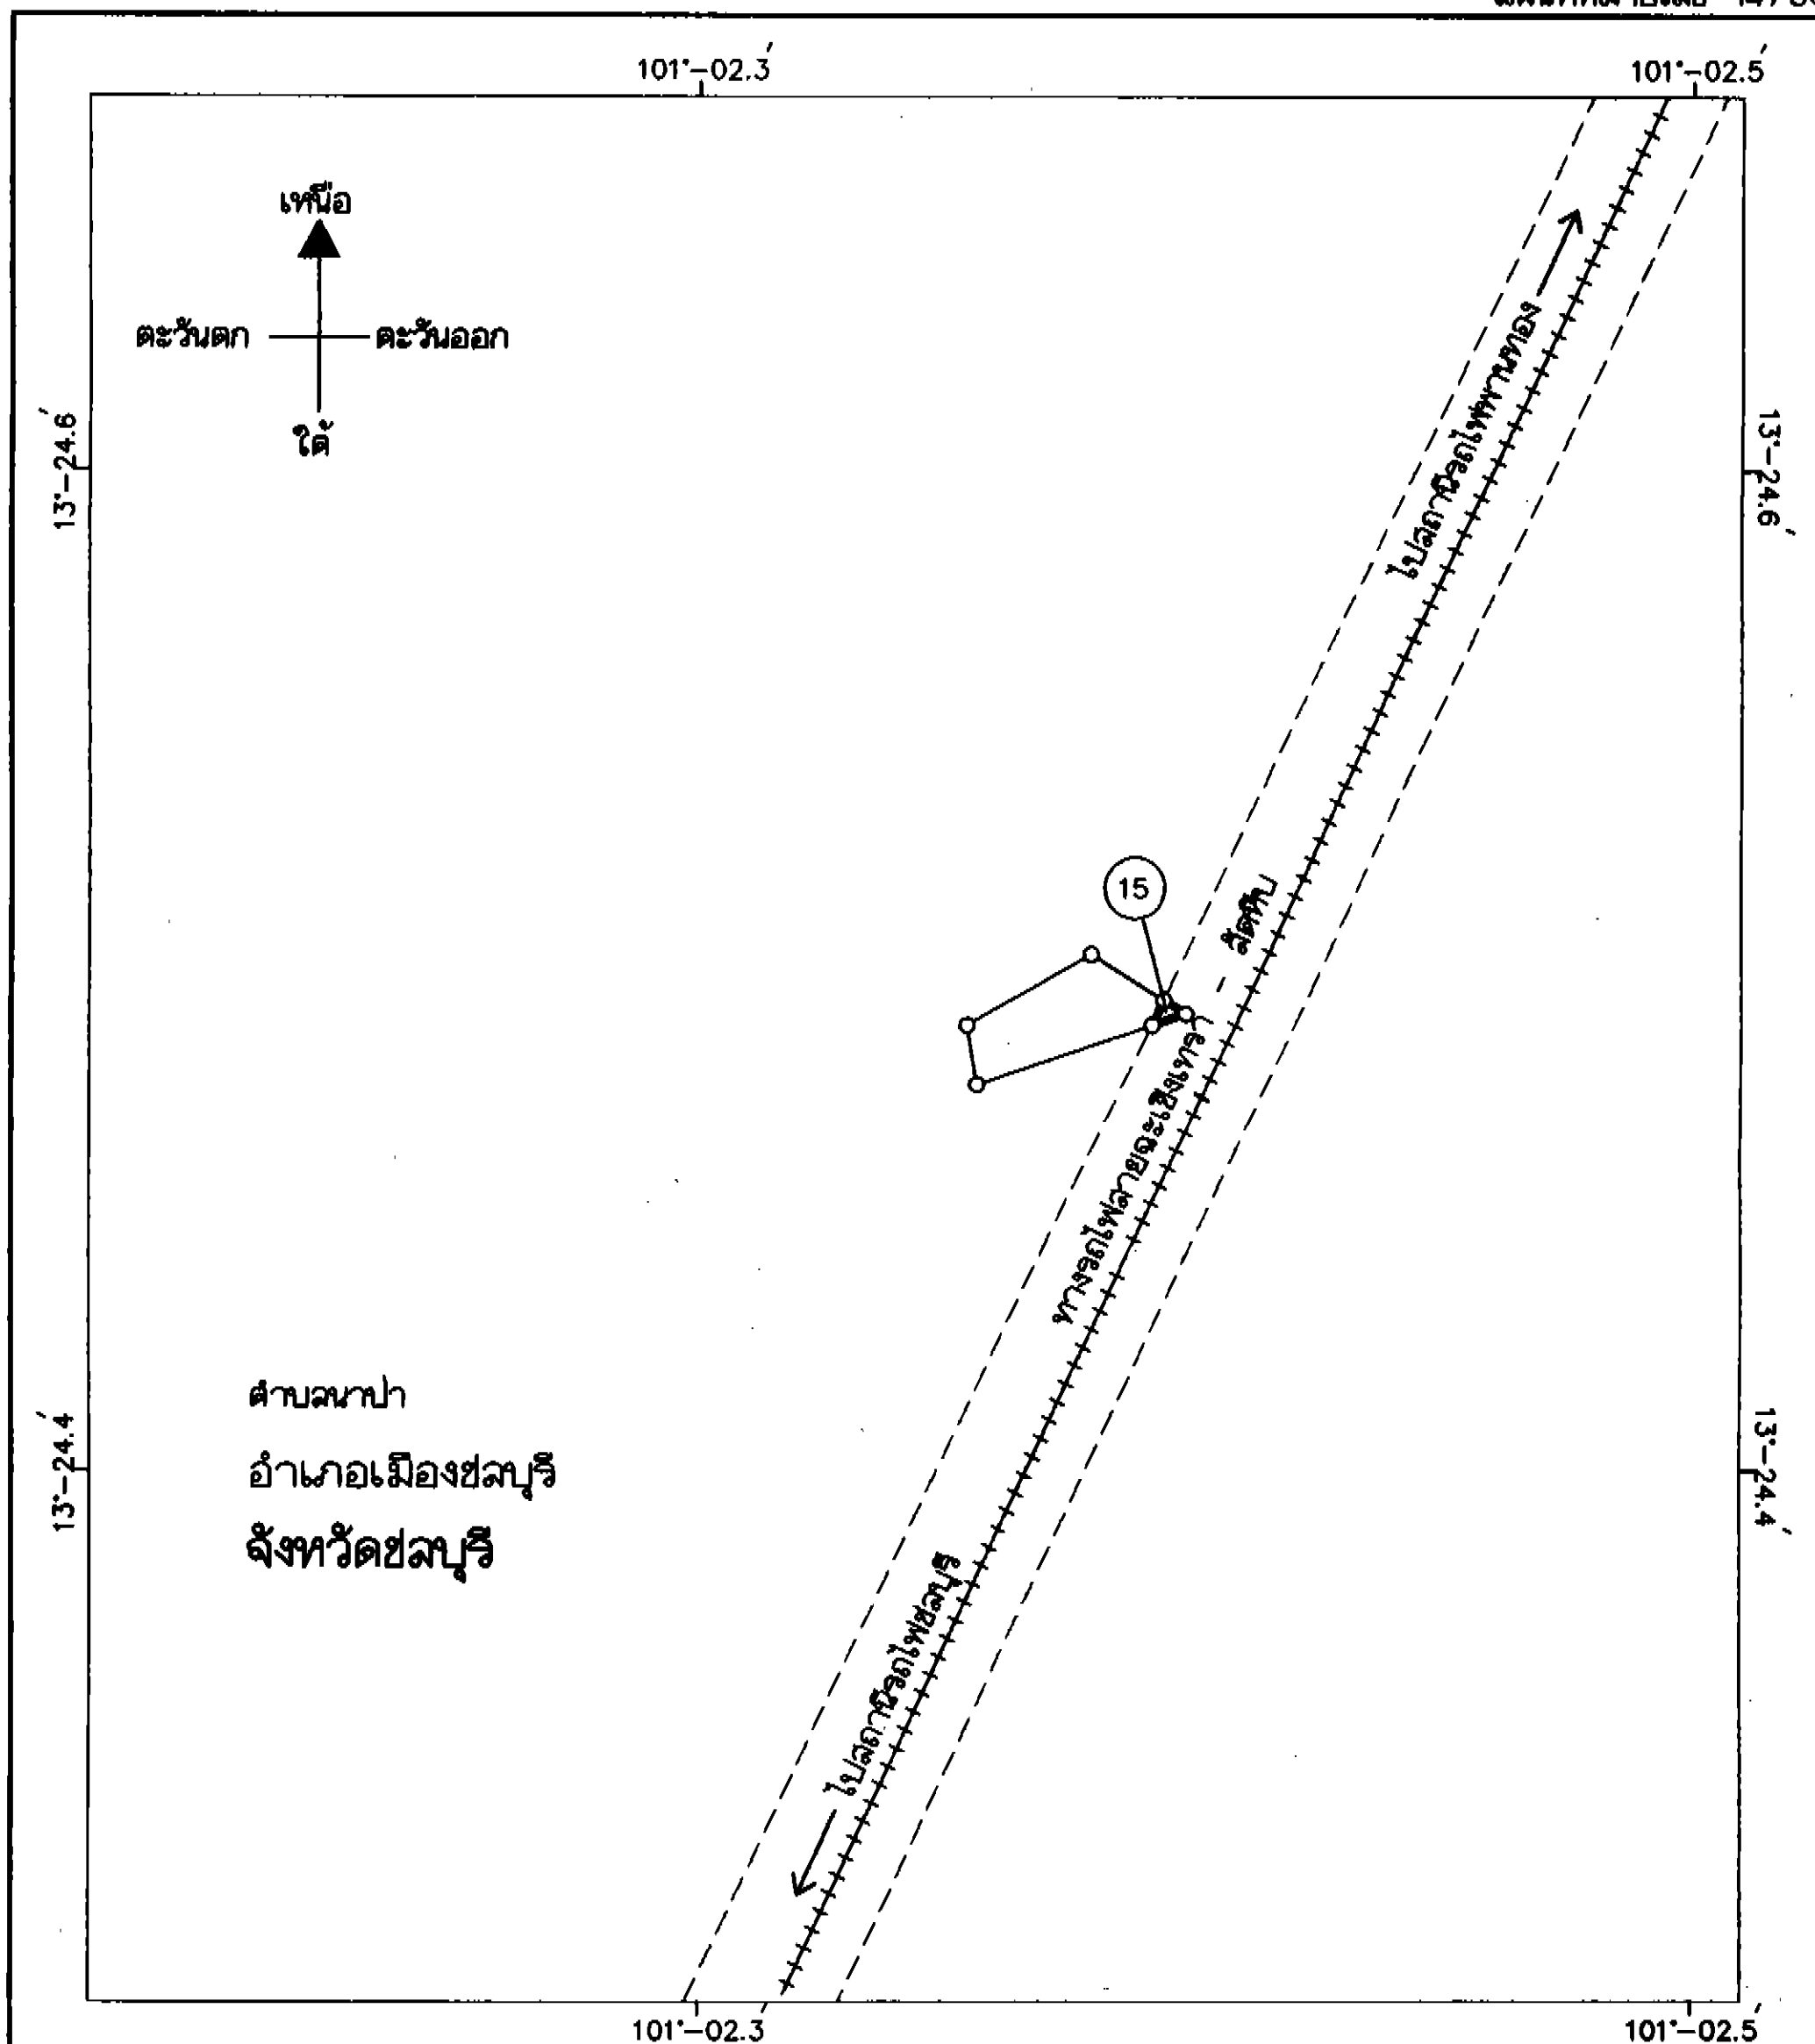 101°-02.3′
101°-02.5′
เหนือ
ตะวันตก
ตะวันออก
ใต้
13°-24.6′
13°-24.6′
ไปสถานีรถไฟพานทอง
15
ทางรถไฟสายฉะเชิงเทรา - สัตหีบ
ตำบลนาป่า
อำเภอเมืองชลบุรี
จังหวัดชลบุรี
13°-24.4′
13°-24.4′
ไปสถานีรถไฟชลบุรี
101°-02.3
101°-02.5′